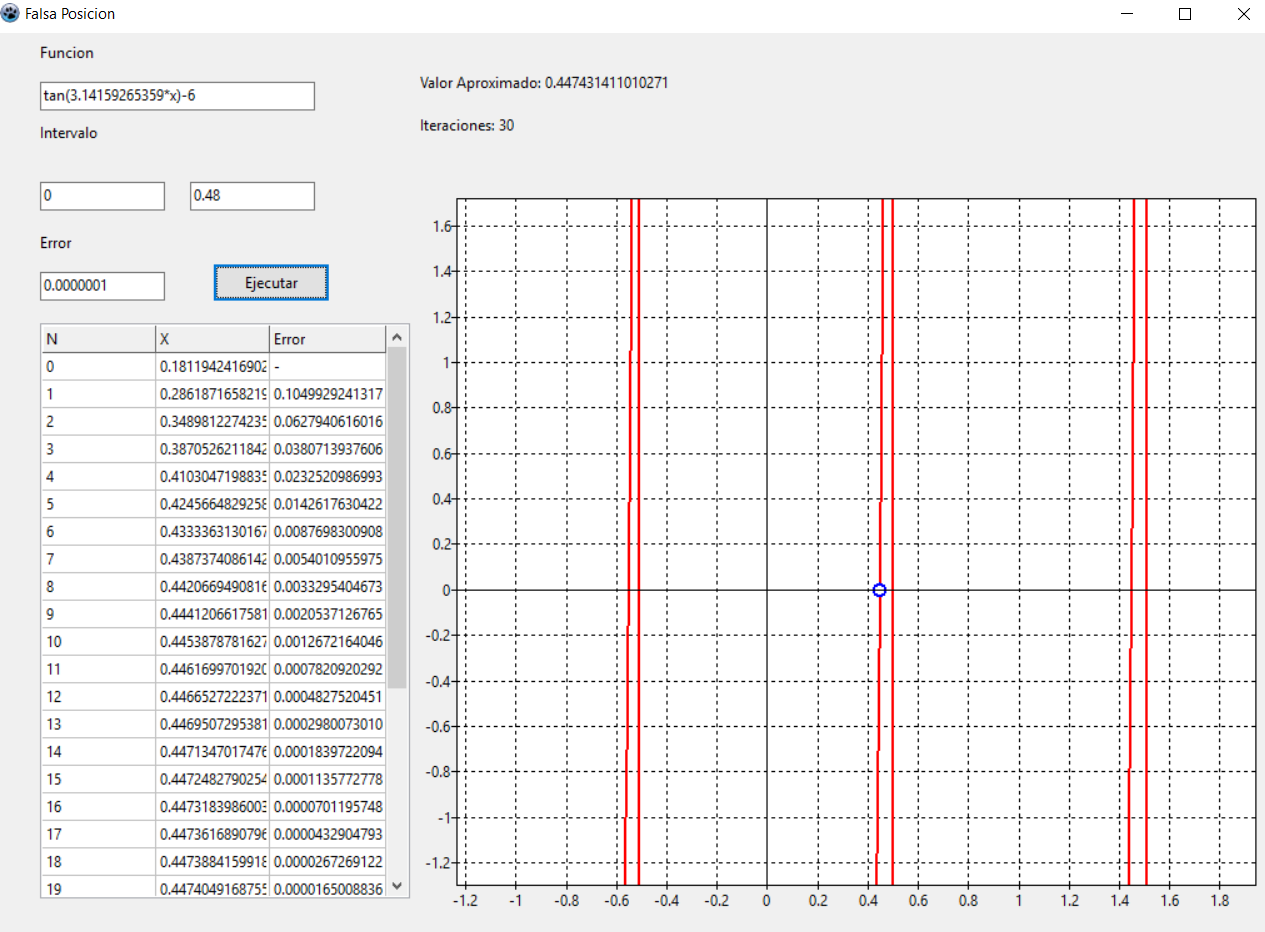 Falsa Posicion
Funcion
tan(3.14159265359*x)-6
Intervalo
0 0.48
Error
0.0000001
Ejecutar
Valor Aproximado: 0.447431411010271
Iteraciones: 30
N X Error
0 0.1811942416902 -
1 0.2861871658219 0.1049929241317
2 0.3489812274235 0.0627940616016
3 0.3870526211842 0.0380713937606
4 0.4103047198835 0.0232520986993
5 0.4245664829258 0.0142617630422
6 0.4333363130167 0.0087698300908
7 0.4387374086142 0.0054010955975
8 0.4420669490816 0.0033295404673
9 0.4441206617581 0.0020537126765
10 0.4453878781627 0.0012672164046
11 0.4461699701920 0.0007820920292
12 0.4466527222371 0.0004827520451
13 0.4469507295381 0.0002980073010
14 0.4471347017476 0.0001839722094
15 0.4472482790254 0.0001135772778
16 0.4473183986003 0.0000701195748
17 0.4473616890796 0.0000432904793
18 0.4473884159918 0.0000267269122
19 0.4474049168755 0.0000165008836
1.6
1.4
1.2
1
0.8
0.6
0.4
0.2
0
-0.2
-0.4
-0.6
-0.8
-1
-1.2
-1.2 -1 -0.8 -0.6 -0.4 -0.2 0 0.2 0.4 0.6 0.8 1 1.2 1.4 1.6 1.8